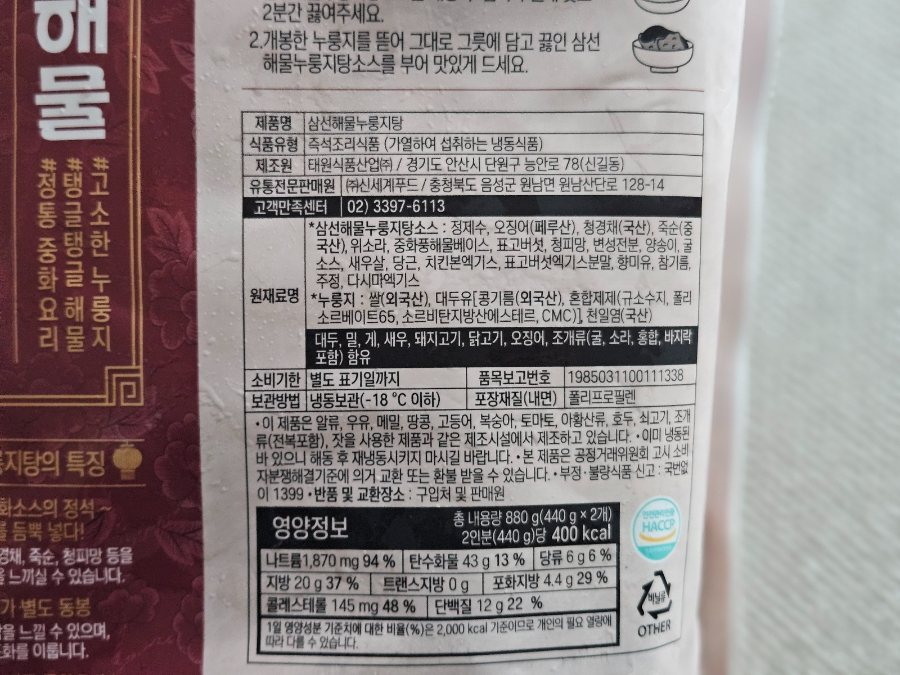 해물
#고소한 누룽지
#탱글탱글 해물
#정통 중화요리
지탕의 특징
화소스의 정석~
듬뿍 넣다!
경채, 죽순, 청피망 등을
느끼실 수 있습니다.
가 별도 동봉
을 느낄 수 있으며,
조화를 이룹니다.
2분간 끓여주세요.
2.개봉한 누룽지를 뜯어 그대로 그릇에 담고 끓인 삼선
해물누룽지탕소스를 부어 맛있게 드세요.
제품명 삼선해물누룽지탕
식품유형 즉석조리식품 (가열하여 섭취하는 냉동식품)
제조원 태원식품산업㈜ / 경기도 안산시 단원구 능안로 78(신길동)
유통전문판매원 ㈜신세계푸드 / 충청북도 음성군 원남면 원남산단로 128-14
고객만족센터 02) 3397-6113
원재료명
*삼선해물누룽지탕소스 : 정제수, 오징어(페루산), 청경채(국산), 죽순(중
국산), 위소라, 중화풍해물베이스, 표고버섯, 청피망, 변성전분, 양송이, 굴
소스, 새우살, 당근, 치킨본엑기스, 표고버섯엑기스분말, 향미유, 참기름,
주정, 다시마엑기스
*누룽지 : 쌀(외국산), 대두유[콩기름(외국산), 혼합제제(규소수지, 폴리
소르베이트65, 소르비탄지방산에스테르, CMC)], 천일염(국산)
대두, 밀, 게, 새우, 돼지고기, 닭고기, 오징어, 조개류(굴, 소라, 홍합, 바지락
포함) 함유
소비기한 별도 표기일까지 품목보고번호 1985031100111338
보관방법 냉동보관(-18 °C 이하) 포장재질(내면) 폴리프로필렌
•이 제품은 알류, 우유, 메밀, 땅콩, 고등어, 복숭아, 토마토, 아황산류, 호두, 쇠고기, 조개
류(전복포함), 잣을 사용한 제품과 같은 제조시설에서 제조하고 있습니다. •이미 냉동된
바 있으니 해동 후 재냉동시키지 마시길 바랍니다. •본 제품은 공정거래위원회 고시 소비
자분쟁해결기준에 의거 교환 또는 환불 받을 수 있습니다. •부정·불량식품 신고 : 국번없
이 1399 •반품 및 교환장소 : 구입처 및 판매원
영양정보 총 내용량 880 g(440 g × 2개)
2인분(440 g)당 400 kcal
나트륨 1,870 mg 94 % 탄수화물 43 g 13 % 당류 6 g 6 %
지방 20 g 37 % 트랜스지방 0 g 포화지방 4.4 g 29 %
콜레스테롤 145 mg 48 % 단백질 12 g 22 %
1일 영양성분 기준치에 대한 비율(%)은 2,000 kcal 기준이므로 개인의 필요 열량에
따라 다를 수 있습니다.
HACCP
비닐류
OTHER